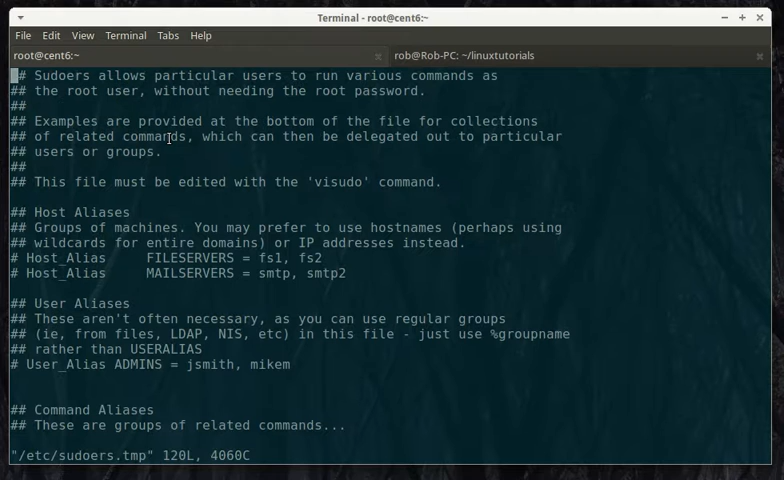 Terminal - root@cent6:~
File Edit View Terminal Tabs Help
root@cent6:~ rob@Rob-PC: ~/linuxtutorials
## Sudoers allows particular users to run various commands as
## the root user, without needing the root password.
##
## Examples are provided at the bottom of the file for collections
## of related commands, which can then be delegated out to particular
## users or groups.
##
## This file must be edited with the 'visudo' command.
## Host Aliases
## Groups of machines. You may prefer to use hostnames (perhaps using
## wildcards for entire domains) or IP addresses instead.
# Host_Alias     FILESERVERS = fs1, fs2
# Host_Alias     MAILSERVERS = smtp, smtp2
## User Aliases
## These aren't often necessary, as you can use regular groups
## (ie, from files, LDAP, NIS, etc) in this file - just use %groupname
## rather than USERALIAS
# User_Alias ADMINS = jsmith, mikem
## Command Aliases
## These are groups of related commands...
"/etc/sudoers.tmp" 120L, 4060C